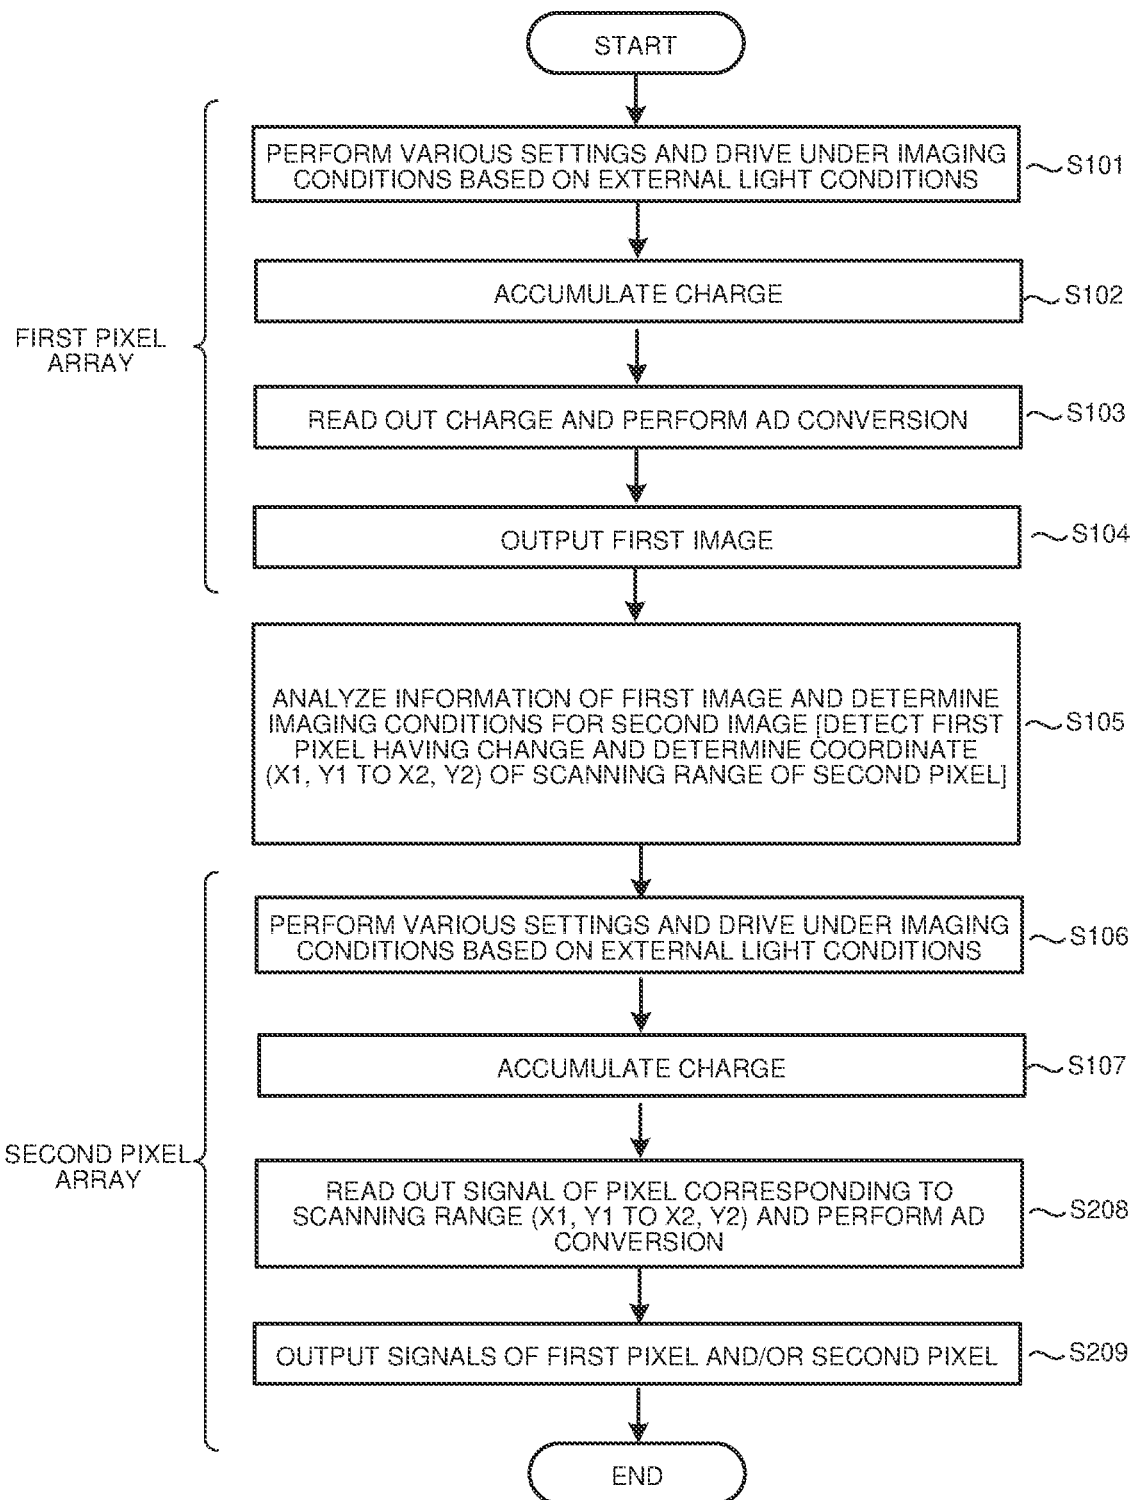 START
PERFORM VARIOUS SETTINGS AND DRIVE UNDER IMAGING
CONDITIONS BASED ON EXTERNAL LIGHT CONDITIONS
S101
ACCUMULATE CHARGE
S102
FIRST PIXEL
ARRAY
READ OUT CHARGE AND PERFORM AD CONVERSION
S103
OUTPUT FIRST IMAGE
S104
ANALYZE INFORMATION OF FIRST IMAGE AND DETERMINE
IMAGING CONDITIONS FOR SECOND IMAGE [DETECT FIRST
PIXEL HAVING CHANGE AND DETERMINE COORDINATE
(X1, Y1 TO X2, Y2) OF SCANNING RANGE OF SECOND PIXEL]
S105
PERFORM VARIOUS SETTINGS AND DRIVE UNDER IMAGING
CONDITIONS BASED ON EXTERNAL LIGHT CONDITIONS
S106
ACCUMULATE CHARGE
S107
SECOND PIXEL
ARRAY
READ OUT SIGNAL OF PIXEL CORRESPONDING TO
SCANNING RANGE (X1, Y1 TO X2, Y2) AND PERFORM AD
CONVERSION
S208
OUTPUT SIGNALS OF FIRST PIXEL AND/OR SECOND PIXEL
S209
END